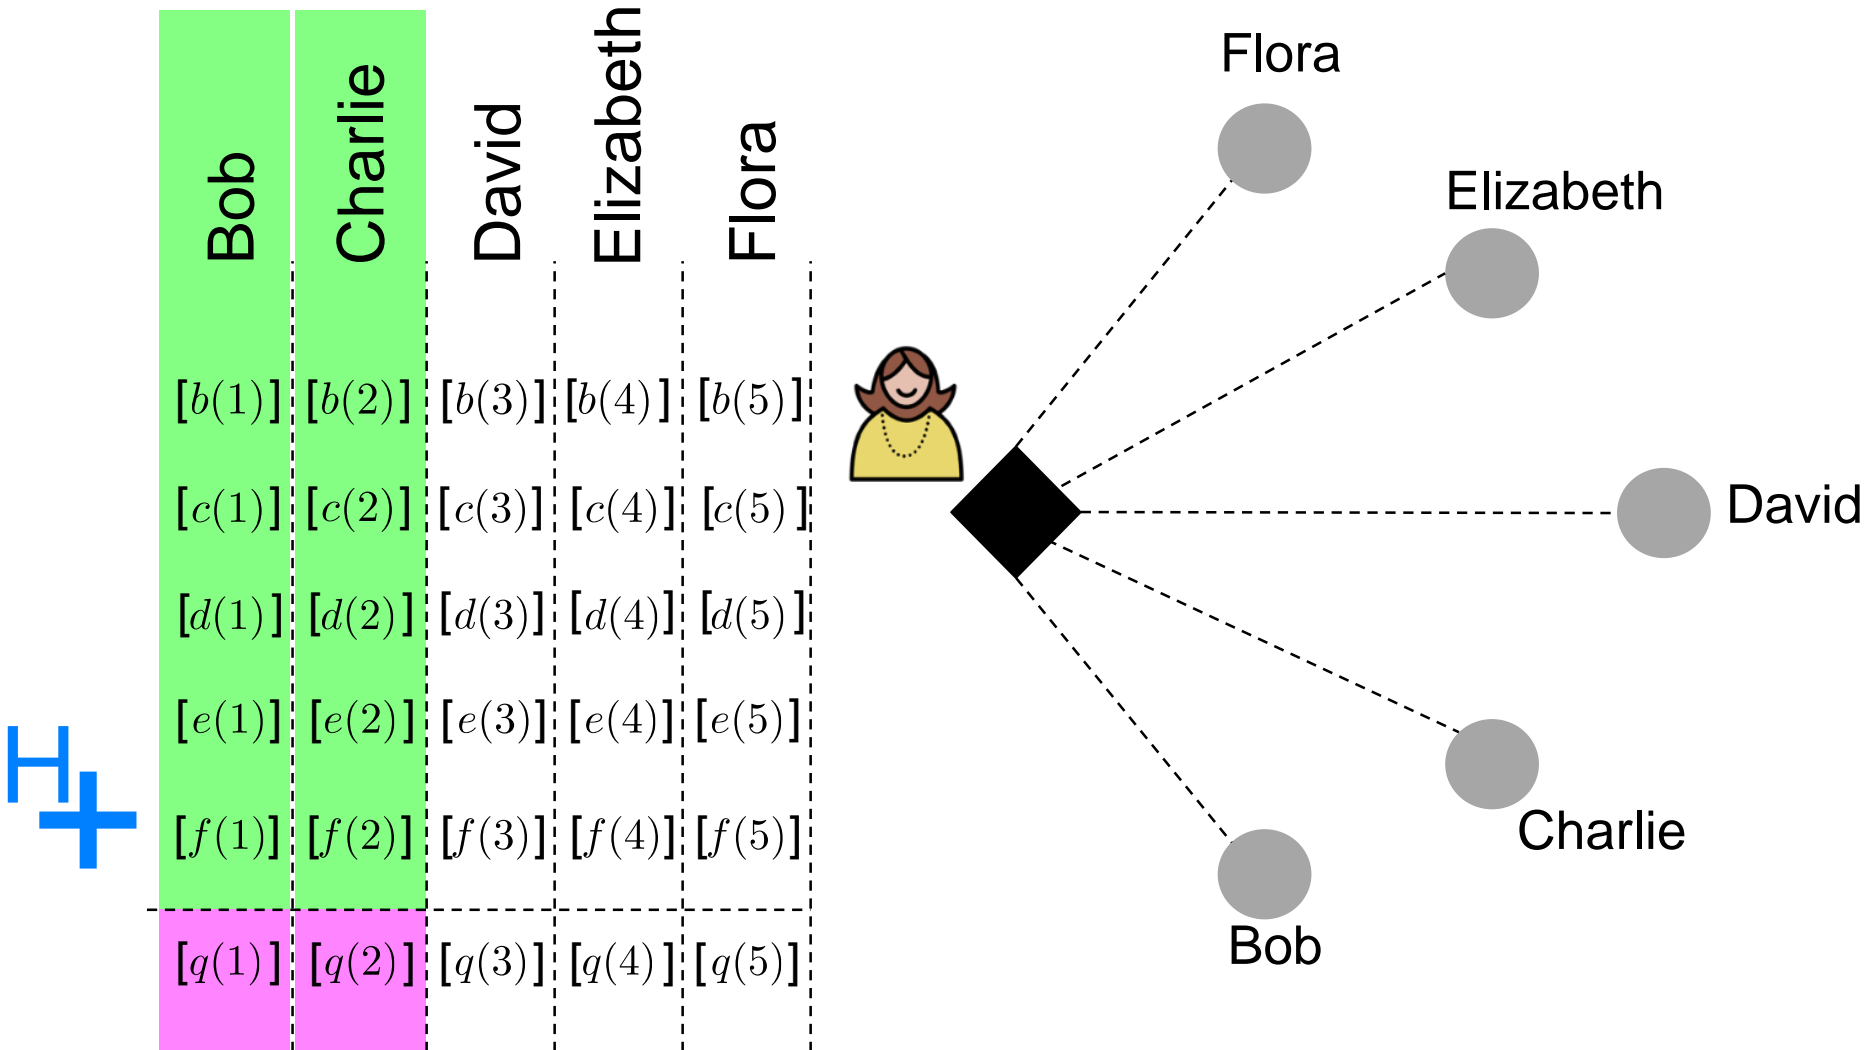 Bob Charlie David Elizabeth Flora
[b(1)] [b(2)] [b(3)] [b(4)] [b(5)]
[c(1)] [c(2)] [c(3)] [c(4)] [c(5)]
[d(1)] [d(2)] [d(3)] [d(4)] [d(5)]
[e(1)] [e(2)] [e(3)] [e(4)] [e(5)]
[f(1)] [f(2)] [f(3)] [f(4)] [f(5)]
H+
[q(1)] [q(2)] [q(3)] [q(4)] [q(5)]
Flora
Elizabeth
David
Charlie
Bob